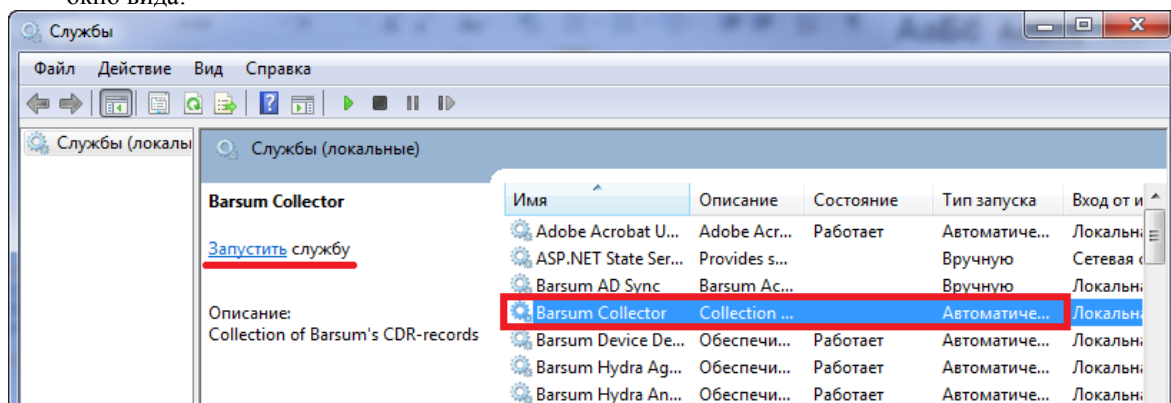 окно вида:
Службы
Файл Действие Вид Справка
Службы (локалы
Службы (локальные)
Barsum Collector
Запустить службу
Описание:
Collection of Barsum's CDR-records
Имя Описание Состояние Тип запуска Вход от и
Adobe Acrobat U... Adobe Acr... Работает Автоматиче... Локальн
ASP.NET State Ser... Provides s... Вручную Сетевая
Barsum AD Sync Barsum Ac... Вручную Локальн
Barsum Collector Collection ... Автоматиче... Локальн
Barsum Device De... Обеспечи... Работает Автоматиче... Локальн
Barsum Hydra Ag... Обеспечи... Работает Автоматиче... Локальн
Barsum Hydra An... Обеспечи... Работает Автоматиче... Локальн